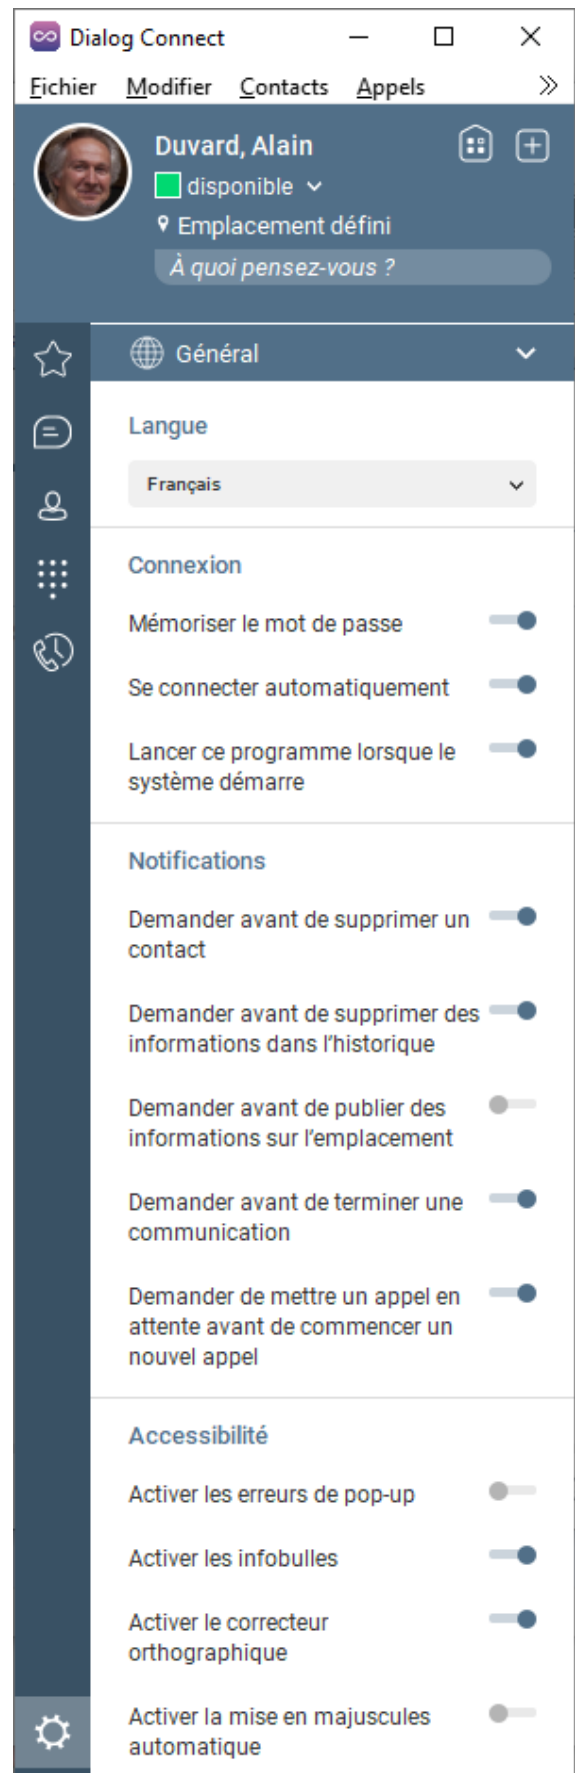 Dialog Connect
Fichier Modifier Contacts Appels
Duvard, Alain
disponible
Emplacement défini
À quoi pensez-vous ?
Général
Langue
Français
Connexion
Mémoriser le mot de passe
Se connecter automatiquement
Lancer ce programme lorsque le
système démarre
Notifications
Demander avant de supprimer un
contact
Demander avant de supprimer des
informations dans l'historique
Demander avant de publier des
informations sur l'emplacement
Demander avant de terminer une
communication
Demander de mettre un appel en
attente avant de commencer un
nouvel appel
Accessibilité
Activer les erreurs de pop-up
Activer les infobulles
Activer le correcteur
orthographique
Activer la mise en majuscules
automatique